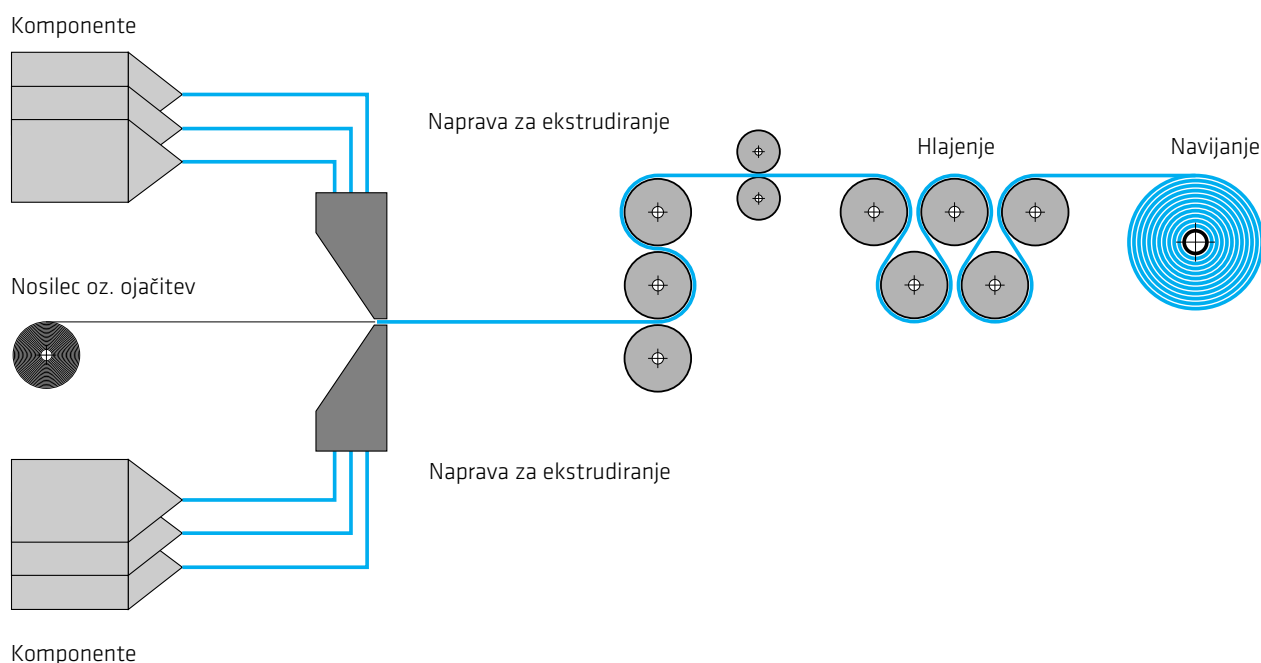 Komponente
Naprava za ekstrudiranje
Hlajenje
Navijanje
Nosilec oz. ojačitev
Naprava za ekstrudiranje
Komponente